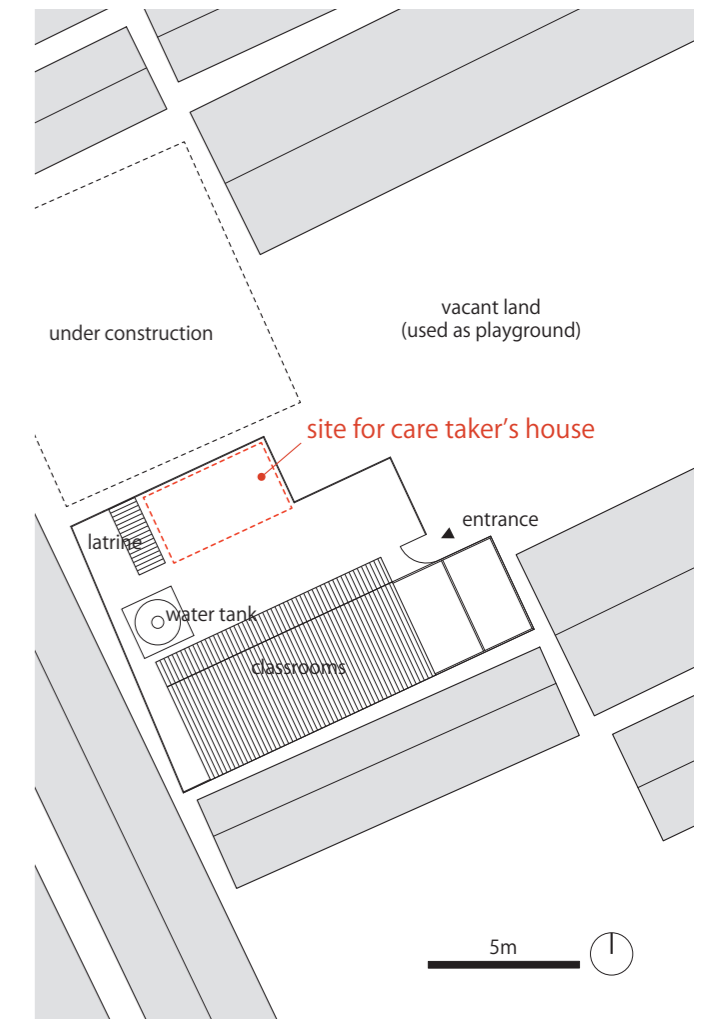 vacant land
(used as playground)
under construction
site for care taker’s house
entrance
latrine
water tank
classrooms
5m